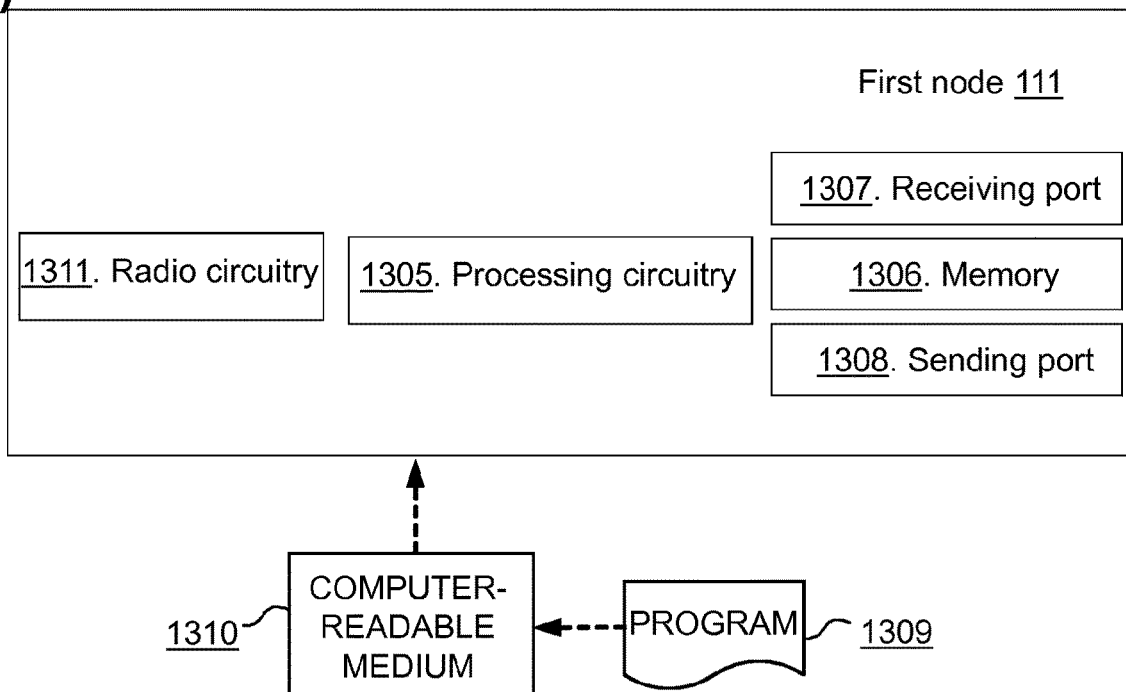 First node 111
1307. Receiving port
1311. Radio circuitry
1305. Processing circuitry
1306. Memory
1308. Sending port
COMPUTER-
READABLE
MEDIUM
1310
PROGRAM
1309